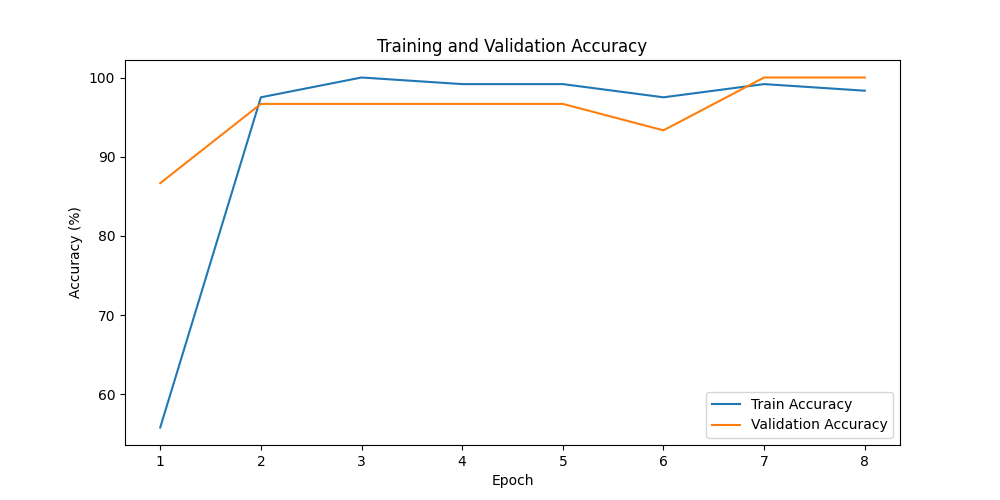 Training and Validation Accuracy
Accuracy (%)
100
90
80
70
60
Train Accuracy
Validation Accuracy
1 2 3 4 5 6 7 8
Epoch